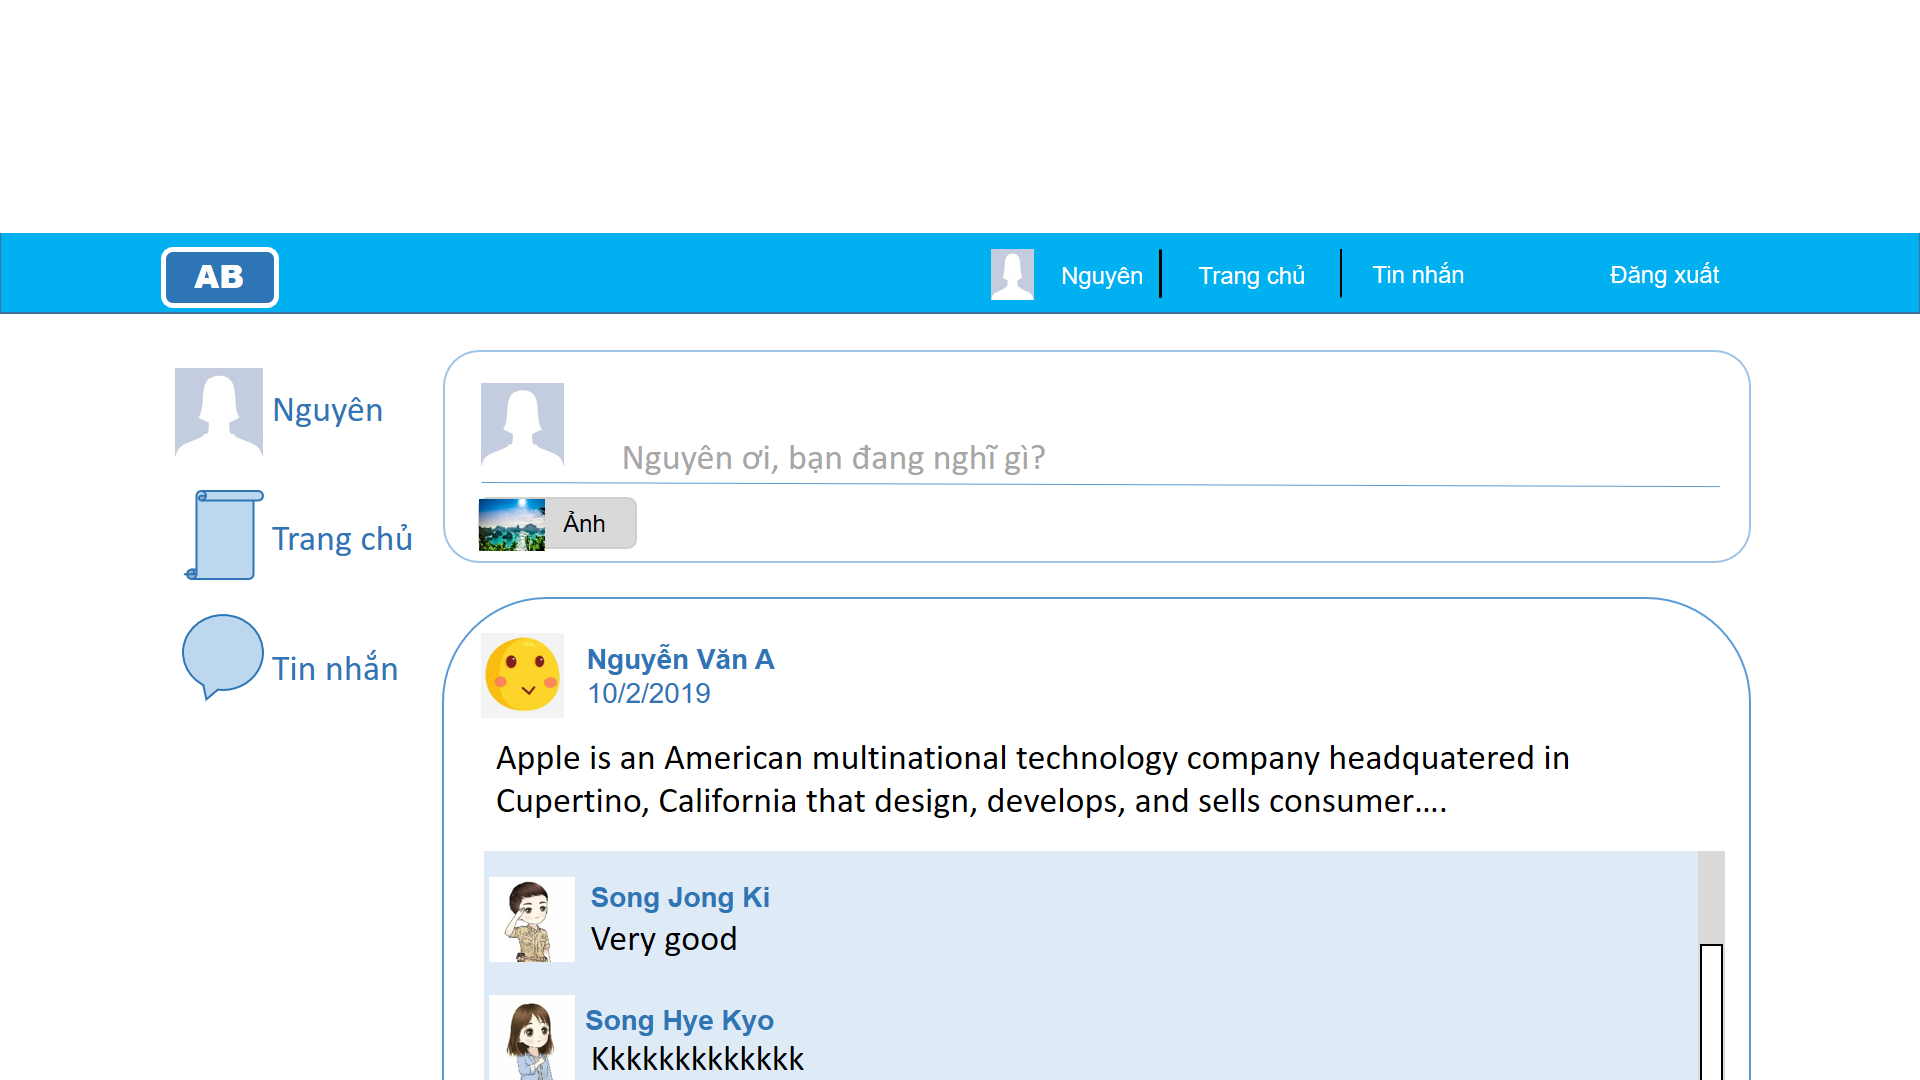 AB
Nguyên
Trang chủ
Tin nhắn
Đăng xuất
Nguyên
Trang chủ
Tin nhắn
Nguyên ơi, bạn đang nghĩ gì?
Ảnh
Nguyễn Văn A
10/2/2019
Apple is an American multinational technology company headquatered in
Cupertino, California that design, develops, and sells consumer….
Song Jong Ki
Very good
Song Hye Kyo
Kkkkkkkkkkkkk